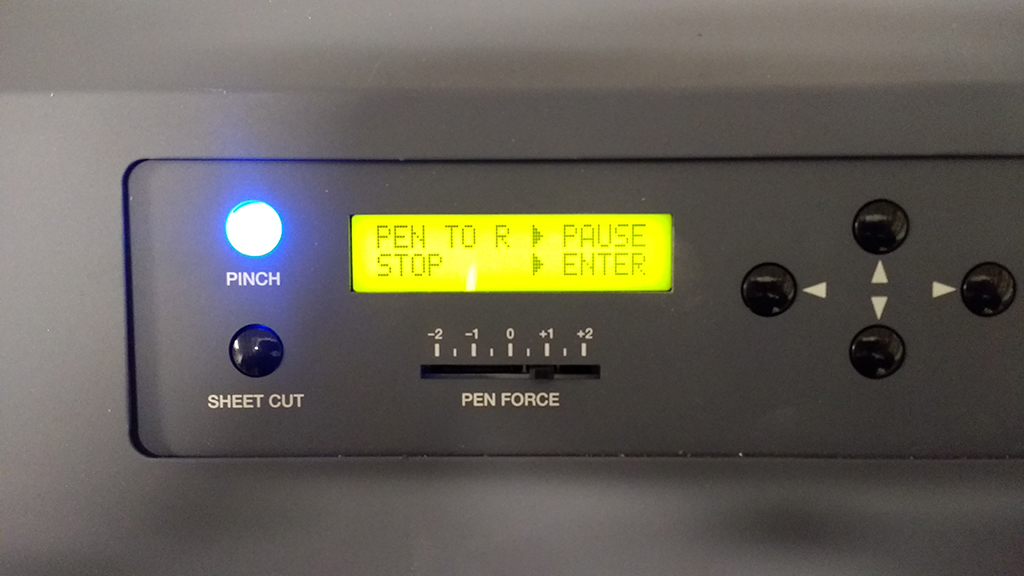 PEN TO R ▶ PAUSE
STOP ▶ ENTER
PINCH
-2 -1 0 +1 +2
SHEET CUT
PEN FORCE